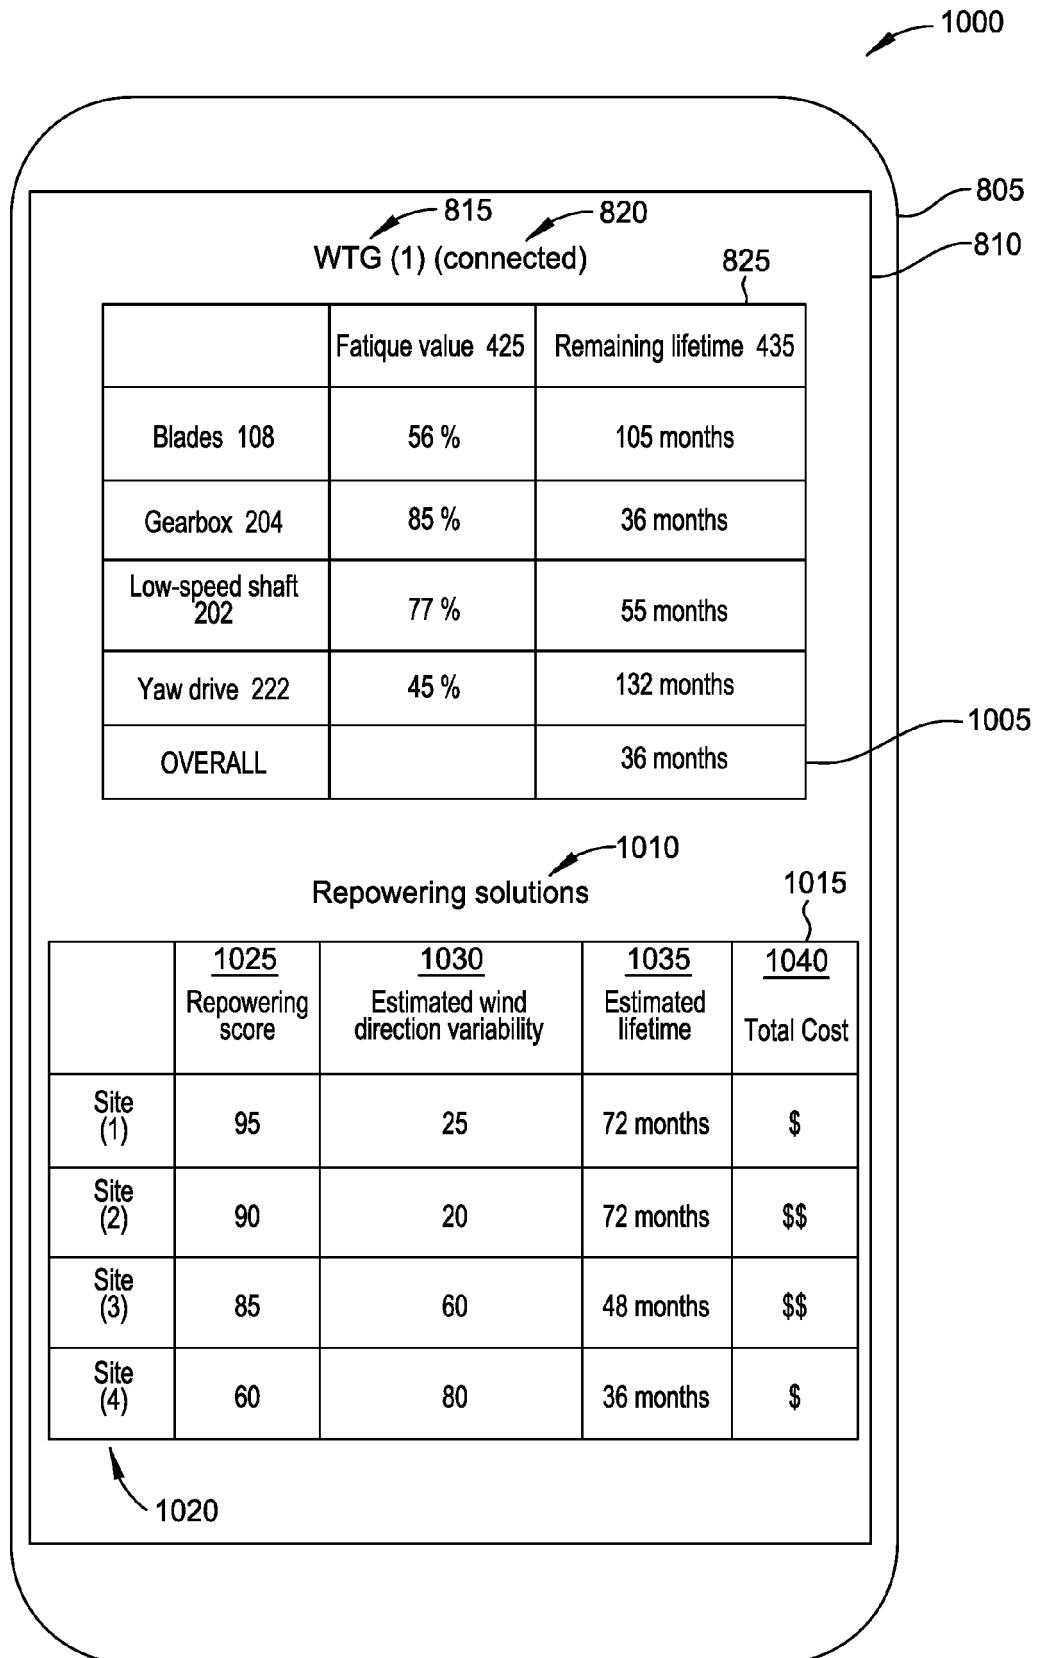 1000
805
815 820
810
WTG (1) (connected)
825
Fatique value 425 Remaining lifetime 435
Blades 108 56 % 105 months
Gearbox 204 85 % 36 months
Low-speed shaft
202 77 % 55 months
Yaw drive 222 45 % 132 months
1005
OVERALL 36 months
1010
Repowering solutions
1015
1025 1030 1035 1040
Repowering Estimated wind Estimated
score direction variability lifetime Total Cost
Site
(1) 95 25 72 months $
Site
(2) 90 20 72 months $$
Site
(3) 85 60 48 months $$
Site
(4) 60 80 36 months $
1020